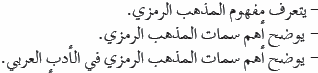 - يتعرف مفهوم المذهب الرمزي.
- يوضح أهم سمات المذهب الرمزي.
- يوضح أهم سمات المذهب الرمزي في الأدب العربي.